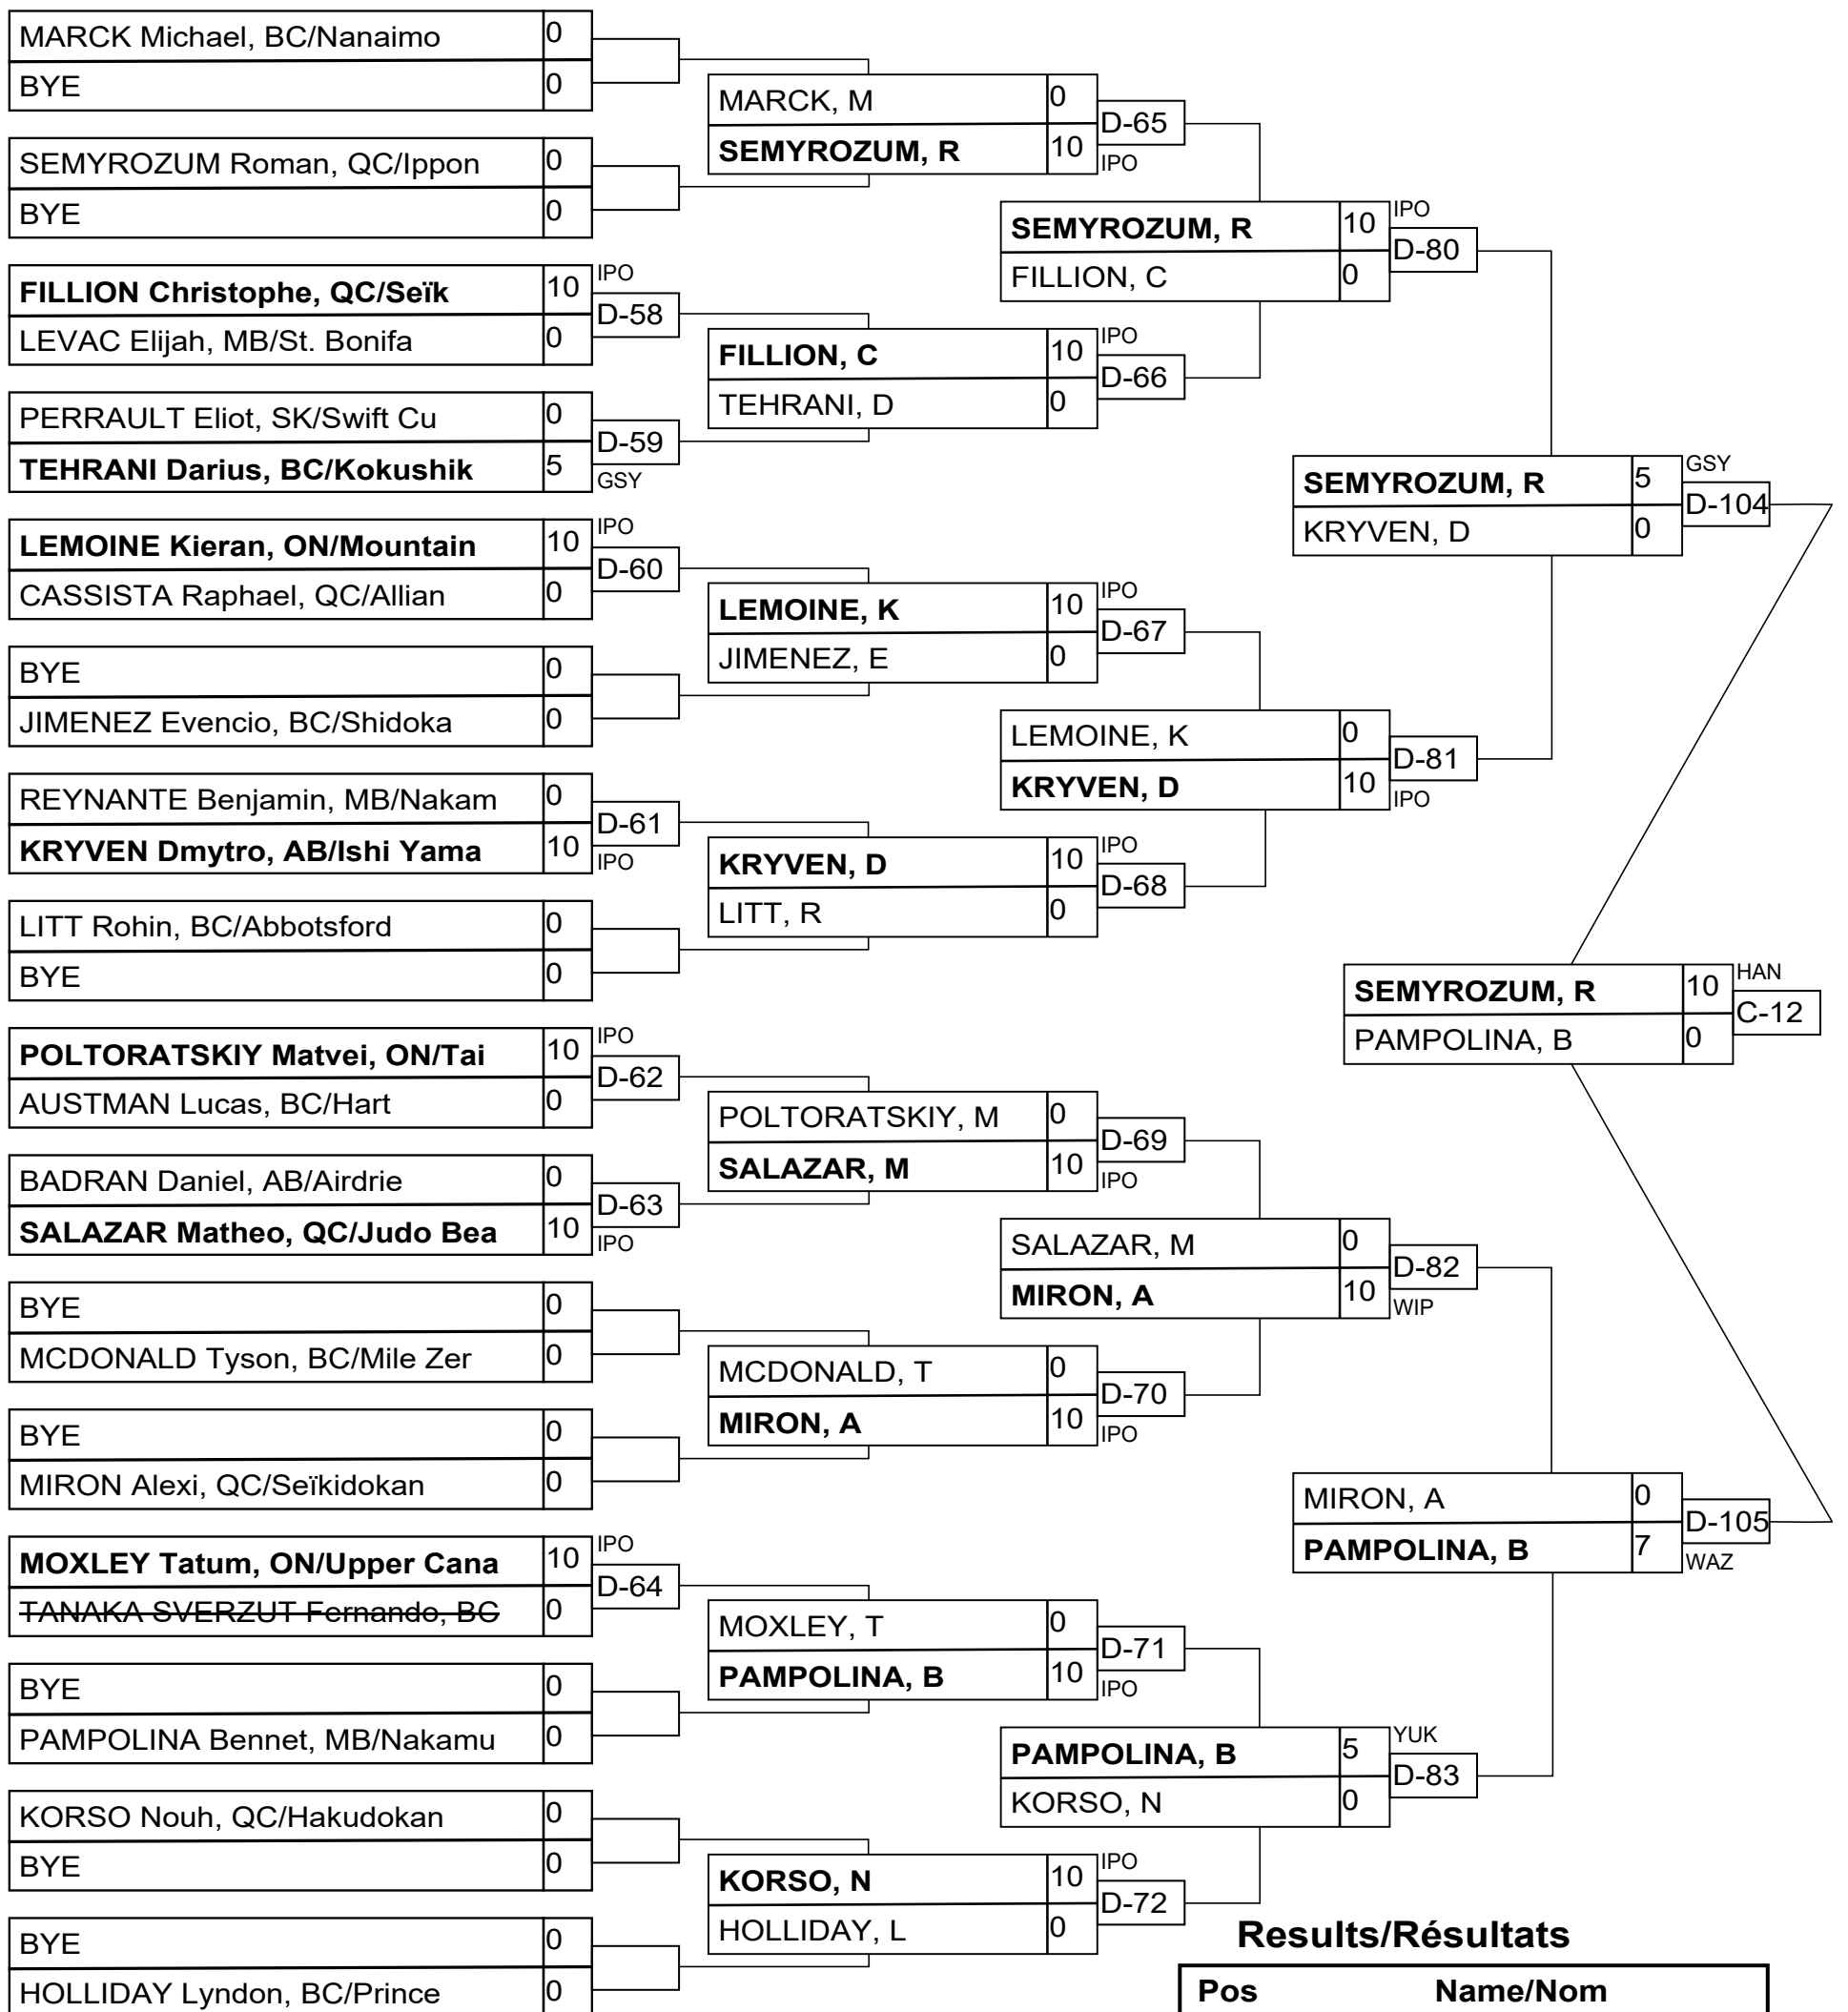 MARCK Michael, BC/Nanaimo 0
BYE 0
SEMYROZUM Roman, QC/Ippon 0
BYE 0
FILLION Christophe, QC/Seïk 10 IPO
D-58
LEVAC Elijah, MB/St. Bonifa 0
PERRAULT Eliot, SK/Swift Cu 0
D-59
TEHRANI Darius, BC/Kokushik 5 GSY
LEMOINE Kieran, ON/Mountain 10 IPO
D-60
CASSISTA Raphael, QC/Allian 0
BYE 0
JIMENEZ Evencio, BC/Shidoka 0
REYNANTE Benjamin, MB/Nakam 0
D-61
KRYVEN Dmytro, AB/Ishi Yama 10 IPO
LITT Rohin, BC/Abbotsford 0
BYE 0
POLTORATSKIY Matvei, ON/Tai 10 IPO
D-62
AUSTMAN Lucas, BC/Hart 0
BADRAN Daniel, AB/Airdrie 0
D-63
SALAZAR Matheo, QC/Judo Bea 10 IPO
BYE 0
MCDONALD Tyson, BC/Mile Zer 0
BYE 0
MIRON Alexi, QC/Seïkidokan 0
MOXLEY Tatum, ON/Upper Cana 10 IPO
D-64
TANAKA SVERZUT Fernando, BC 0
BYE 0
PAMPOLINA Bennet, MB/Nakamu 0
KORSO Nouh, QC/Hakudokan 0
BYE 0
BYE 0
HOLLIDAY Lyndon, BC/Prince 0
MARCK, M 0
D-65
SEMYROZUM, R 10 IPO
FILLION, C 10 IPO
D-66
TEHRANI, D 0
LEMOINE, K 10 IPO
D-67
JIMENEZ, E 0
KRYVEN, D 10 IPO
D-68
LITT, R 0
POLTORATSKIY, M 0
D-69
SALAZAR, M 10 IPO
MCDONALD, T 0
D-70
MIRON, A 10 IPO
MOXLEY, T 0
D-71
PAMPOLINA, B 10 IPO
KORSO, N 10 IPO
D-72
HOLLIDAY, L 0
SEMYROZUM, R 10 IPO
D-80
FILLION, C 0
LEMOINE, K 0
D-81
KRYVEN, D 10 IPO
SALAZAR, M 0
D-82
MIRON, A 10 WIP
PAMPOLINA, B 5 YUK
D-83
KORSO, N 0
SEMYROZUM, R 5 GSY
D-104
KRYVEN, D 0
MIRON, A 0
D-105
PAMPOLINA, B 7 WAZ
SEMYROZUM, R 10 HAN
C-12
PAMPOLINA, B 0
Results/Résultats
Pos Name/Nom